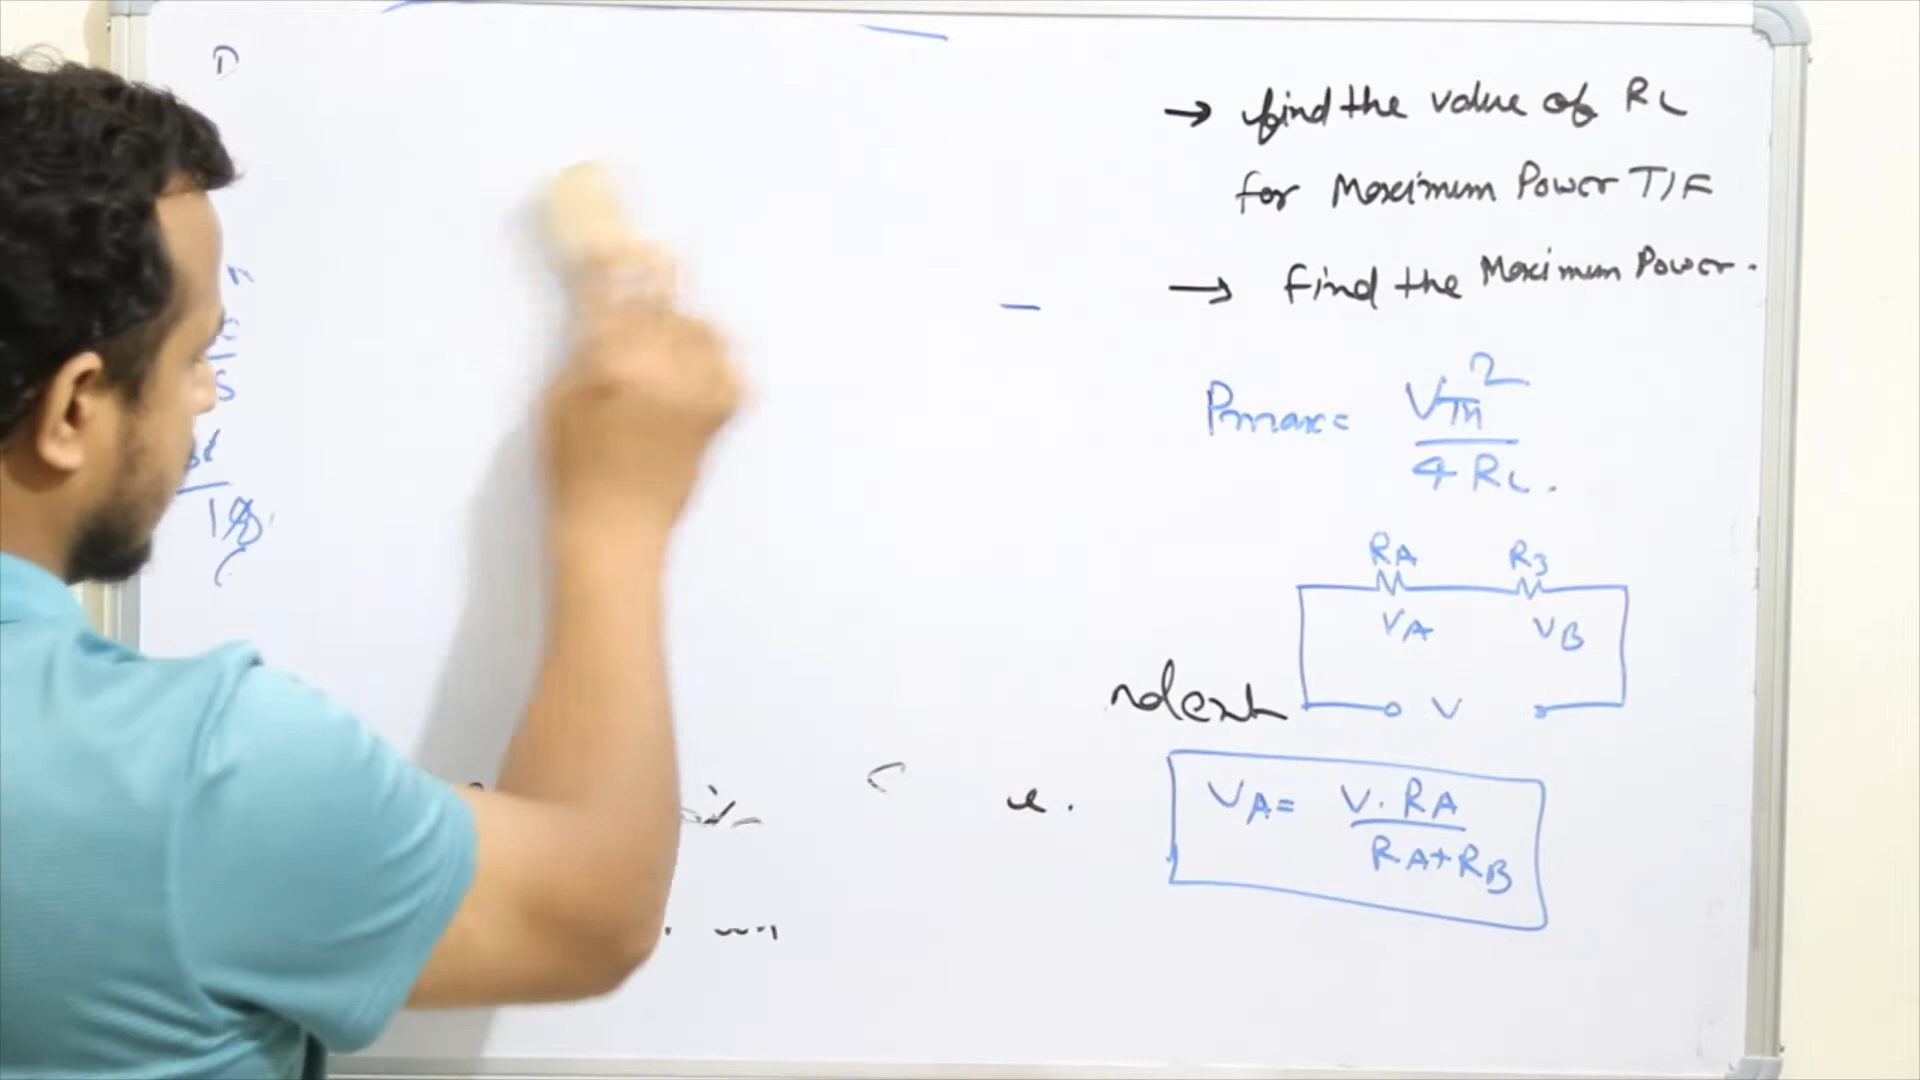 → find the value of RL
for Maximum Power T/F
→ find the Maximum Power.
Pmax = VTH²
4 RL.
RA RB
VA VB
V
VA = V. RA
RA + RB